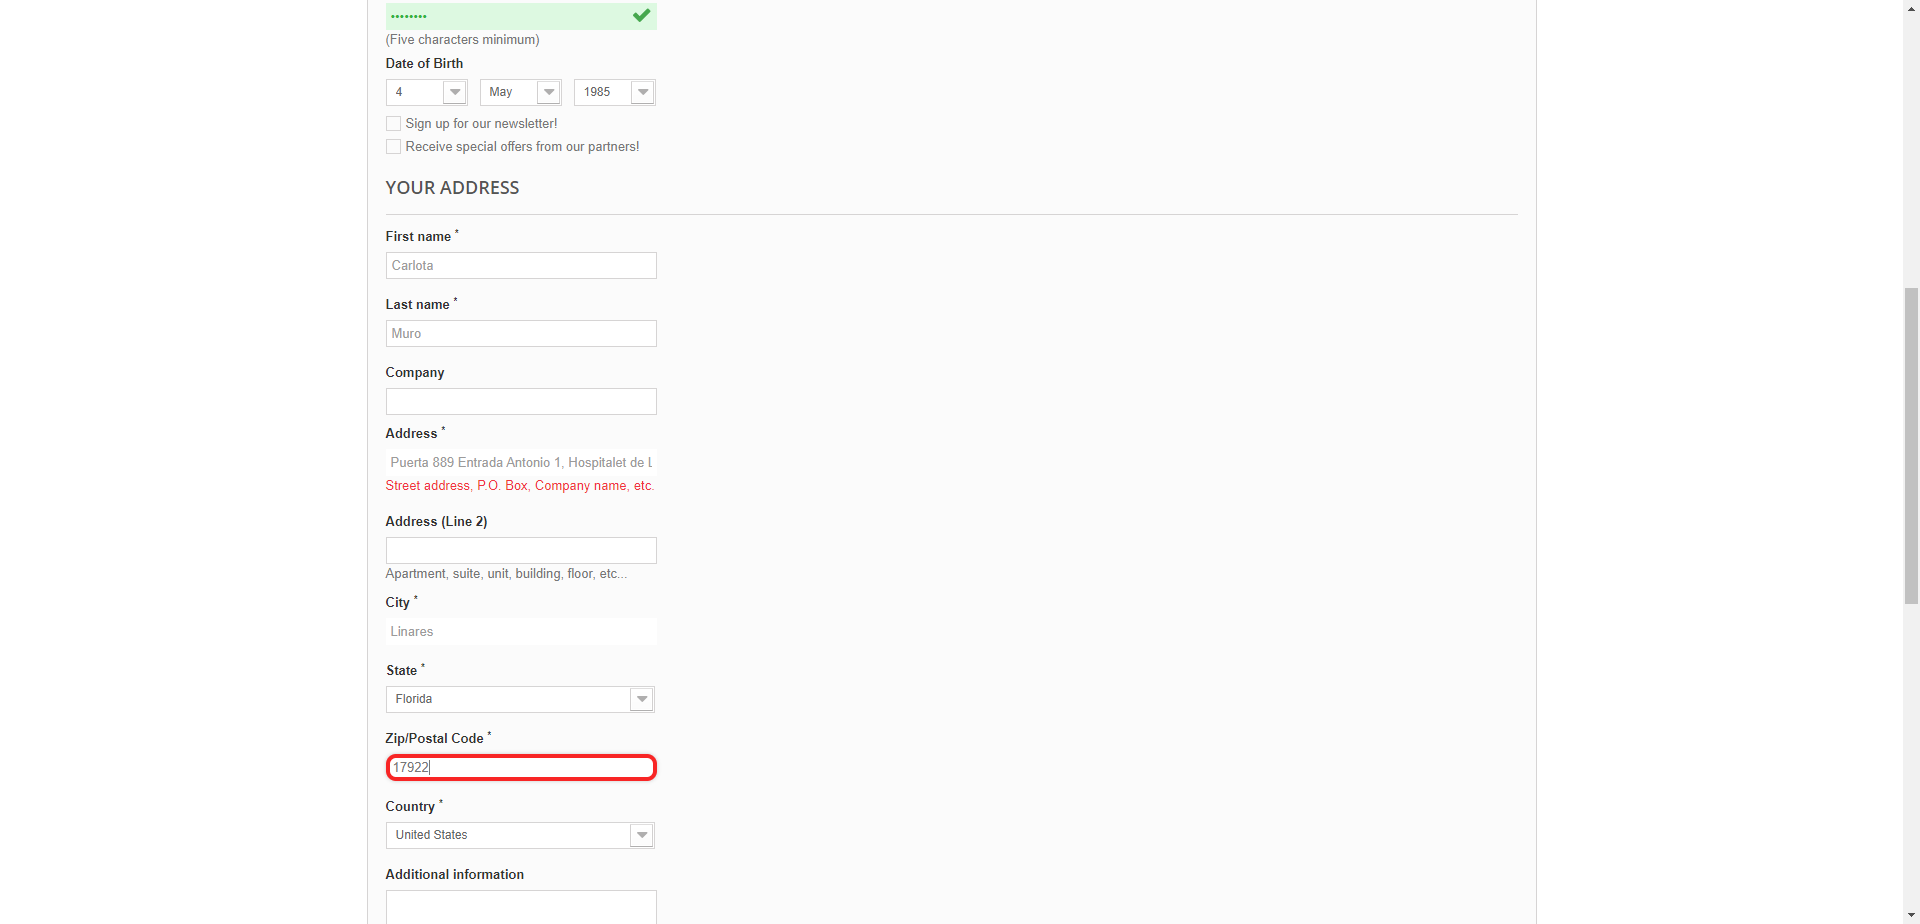 ••••••••
(Five characters minimum)
Date of Birth
4 May 1985
Sign up for our newsletter!
Receive special offers from our partners!
YOUR ADDRESS
First name *
Carlota
Last name *
Muro
Company
Address *
Puerta 889 Entrada Antonio 1, Hospitalet de L
Street address, P.O. Box, Company name, etc.
Address (Line 2)
Apartment, suite, unit, building, floor, etc...
City *
Linares
State *
Florida
Zip/Postal Code *
17922
Country *
United States
Additional information